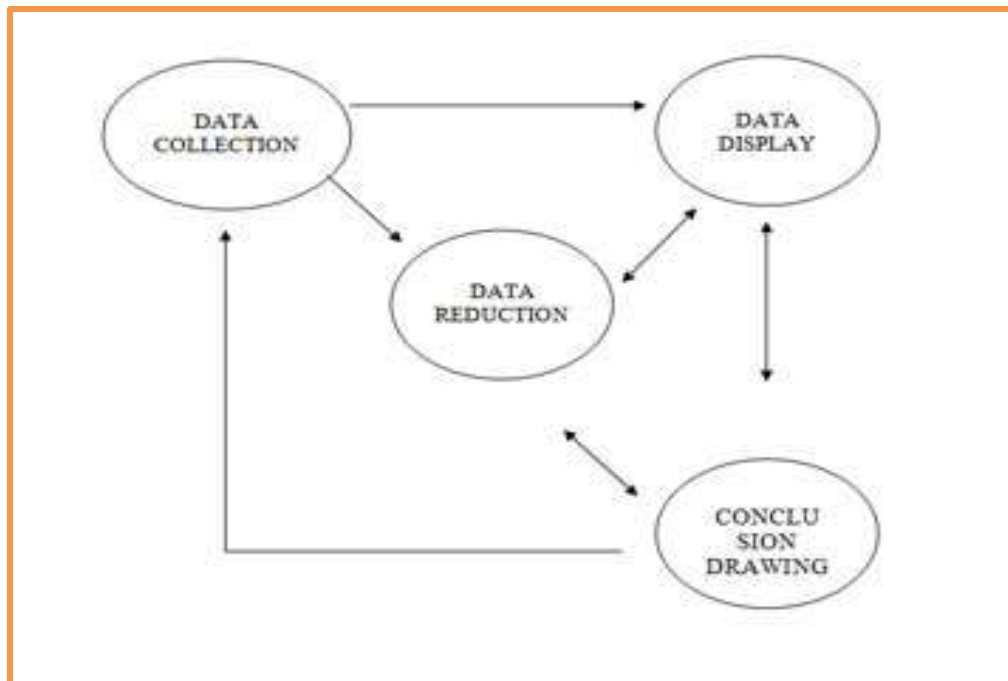 DATA
COLLECTION
DATA
DISPLAY
DATA
REDUCTION
CONCLU
SION
DRAWING